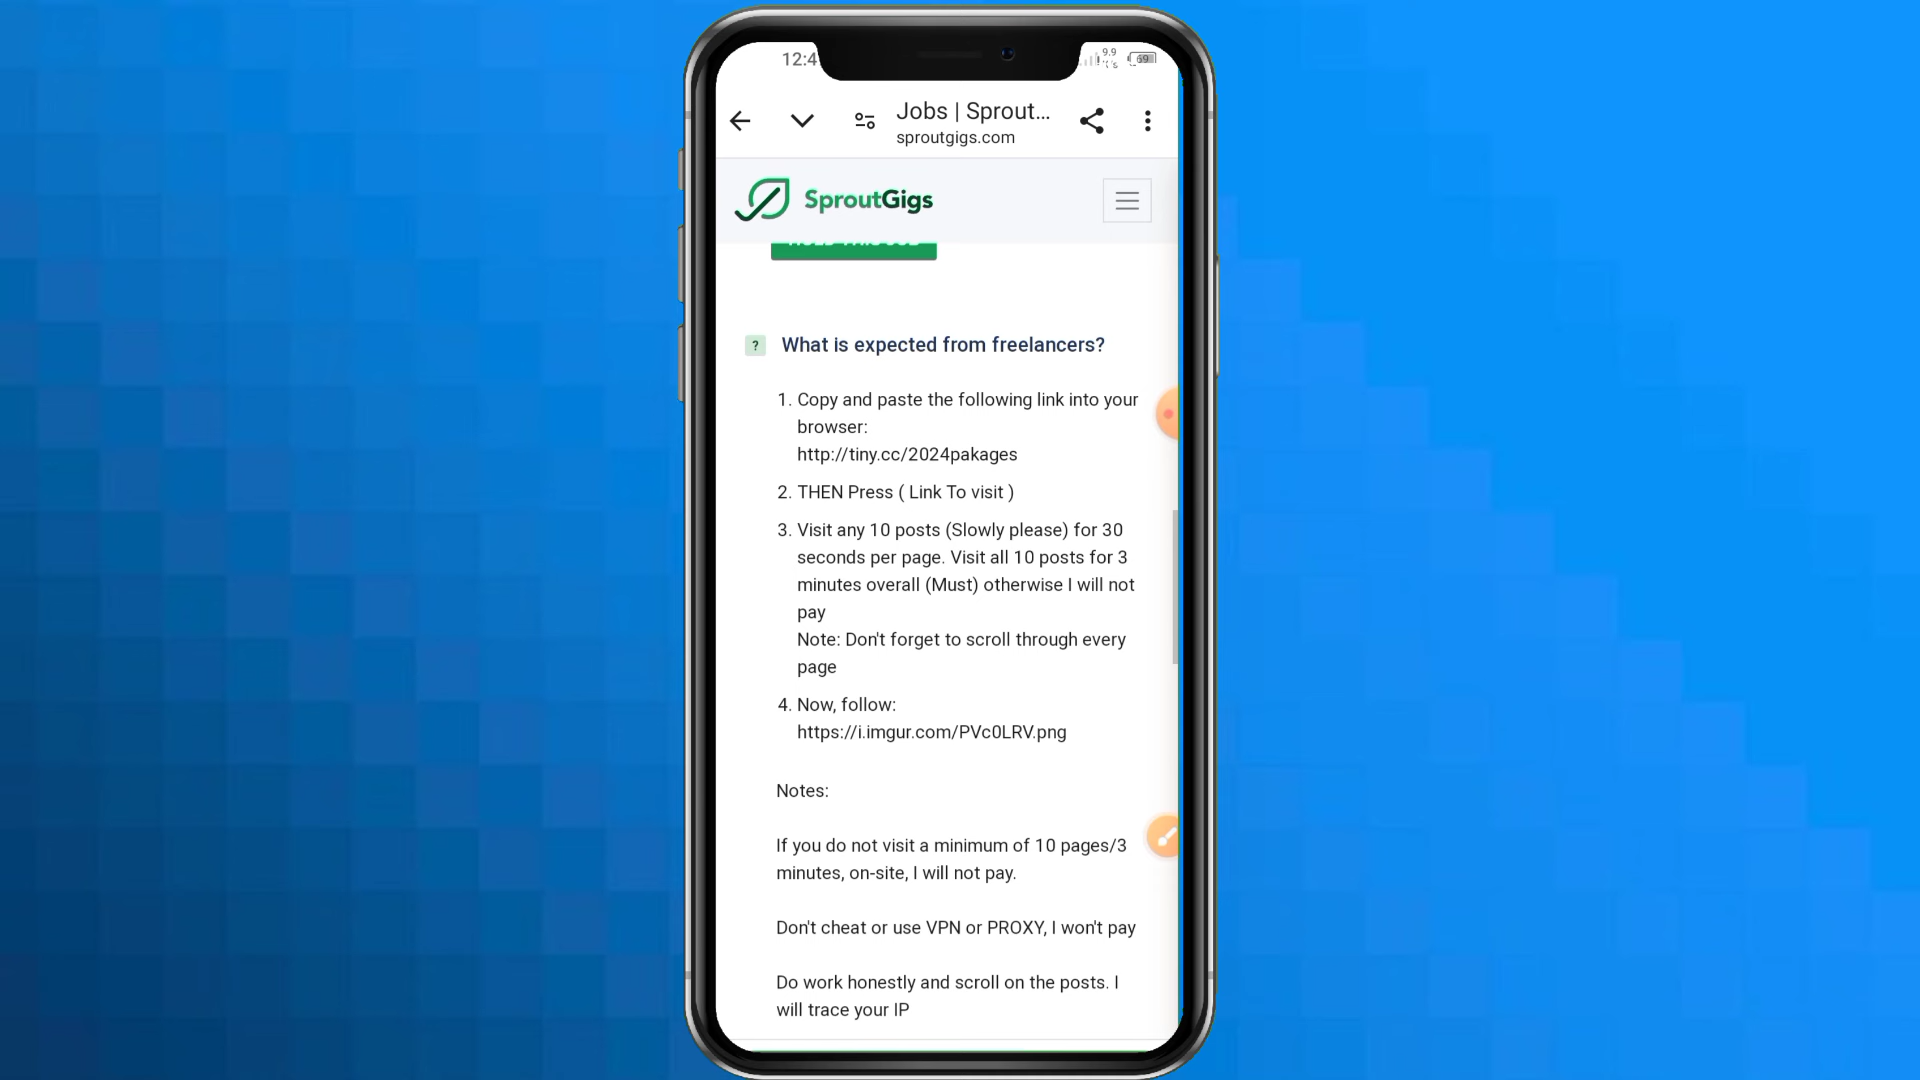 12:4
9.9
69
Jobs | Sprout...
sproutgigs.com
SproutGigs
? What is expected from freelancers?
1. Copy and paste the following link into your
browser:
http://tiny.cc/2024pakages
2. THEN Press ( Link To visit )
3. Visit any 10 posts (Slowly please) for 30
seconds per page. Visit all 10 posts for 3
minutes overall (Must) otherwise I will not
pay
Note: Don't forget to scroll through every
page
4. Now, follow:
https://i.imgur.com/PVc0LRV.png
Notes:
If you do not visit a minimum of 10 pages/3
minutes, on-site, I will not pay.
Don't cheat or use VPN or PROXY, I won't pay
Do work honestly and scroll on the posts. I
will trace your IP